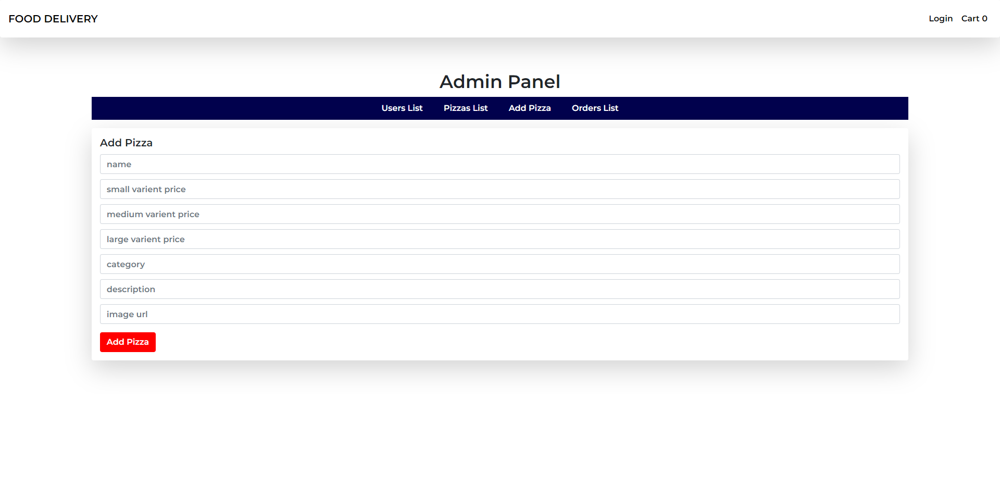 FOOD DELIVERY Login Cart 0
Admin Panel
Users List Pizzas List Add Pizza Orders List
Add Pizza
name
small varient price
medium varient price
large varient price
category
description
image url
Add Pizza